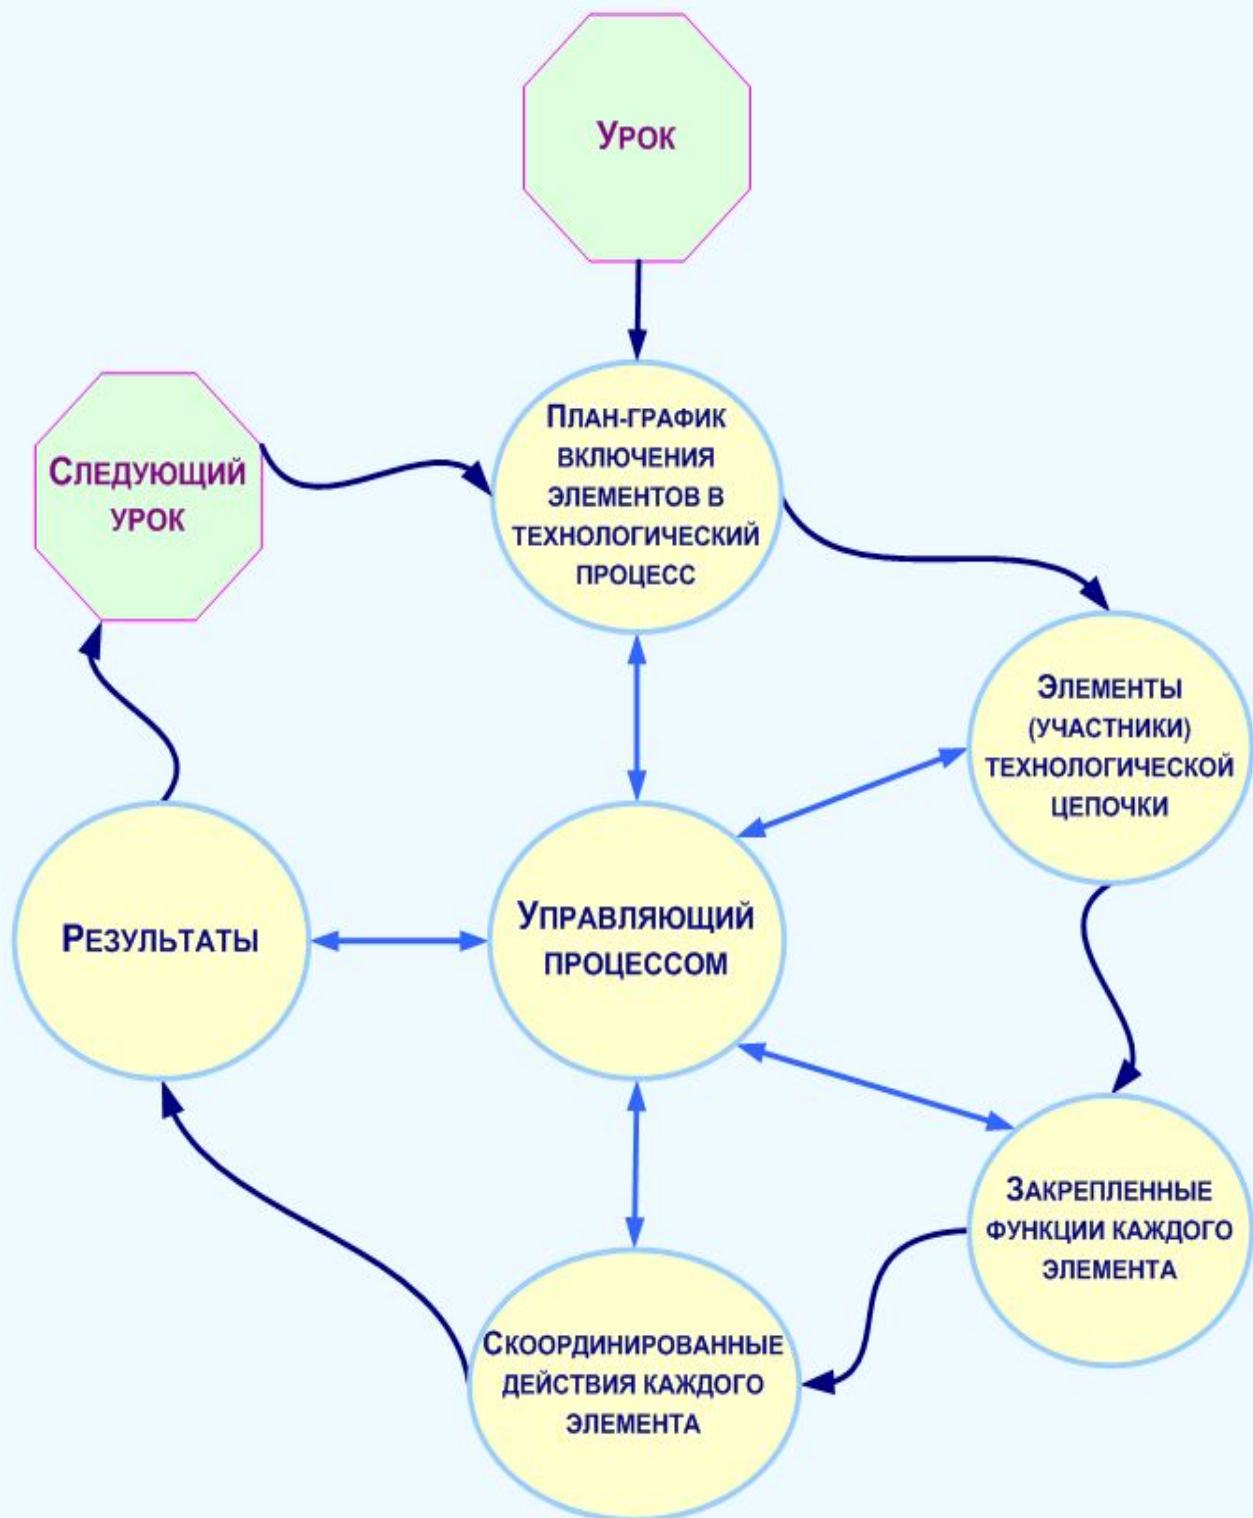 Урок
План-график
включения
элементов в
технологический
процесс
Следующий
урок
Элементы
(участники)
технологической
цепочки
Управляющий
процессом
Результаты
Закрепленные
функции каждого
элемента
Скоординированные
действия каждого
элемента